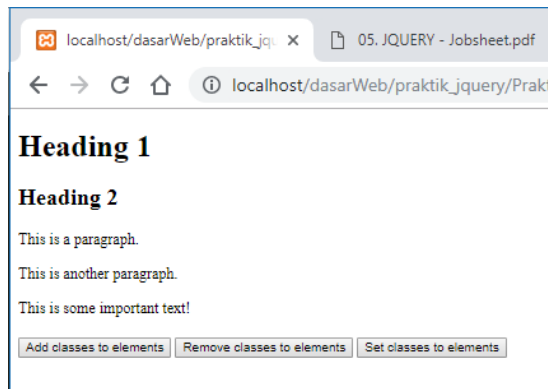 localhost/dasarWeb/praktik_jq
05. JQUERY - Jobsheet.pdf
localhost/dasarWeb/praktik_jquery/Prakt
Heading 1
Heading 2
This is a paragraph.
This is another paragraph.
This is some important text!
Add classes to elements Remove classes to elements Set classes to elements